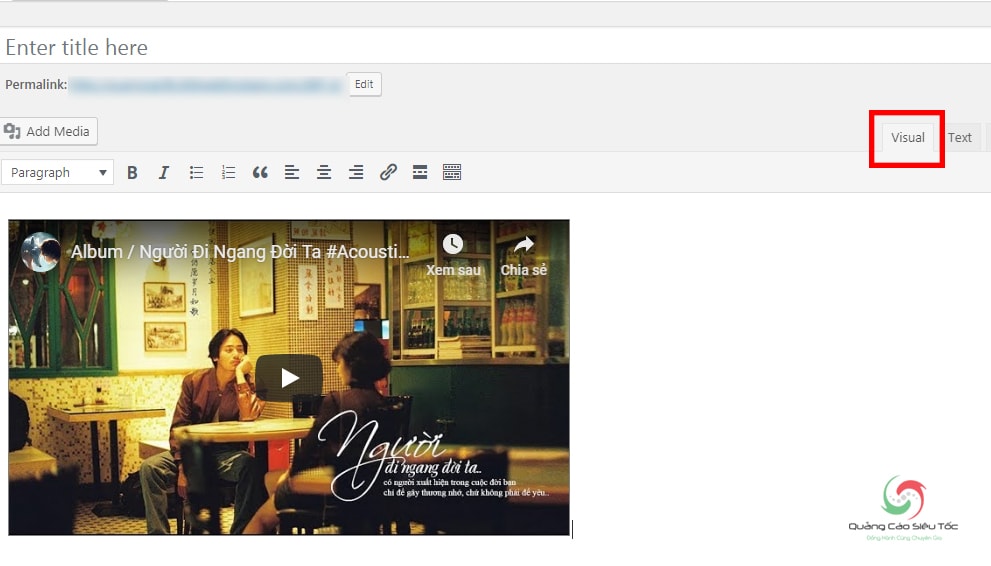 Enter title here
Permalink:
Edit
Add Media
Visual
Text
Paragraph
B I
Album / Người Đi Ngang Đời Ta #Acousti...
Xem sau
Chia sẻ
Người
đi ngang đời ta..
có người xuất hiện trong cuộc đời bạn
chỉ để gây thương nhớ, chứ không phải để yêu..
Quảng Cáo Siêu Tốc
Đồng Hành Cùng Chuyên Gia